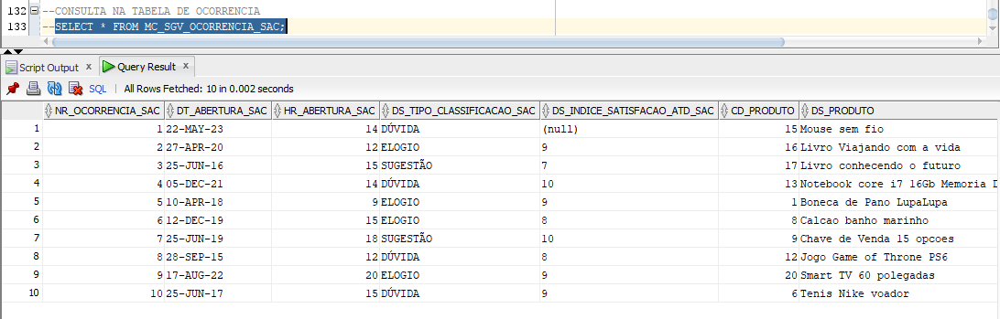 132 --CONSULTA NA TABELA DE OCORRENCIA
133 --SELECT * FROM MC_SGV_OCORRENCIA_SAC;
Script Output x Query Result x
SQL | All Rows Fetched: 10 in 0.002 seconds
NR_OCORRENCIA_SAC DT_ABERTURA_SAC HR_ABERTURA_SAC DS_TIPO_CLASSIFICACAO_SAC DS_INDICE_SATISFACAO_ATD_SAC CD_PRODUTO DS_PRODUTO
1 1 22-MAY-23 14 DÚVIDA (null) 15 Mouse sem fio
2 2 27-APR-20 12 ELOGIO 9 16 Livro Viajando com a vida
3 3 25-JUN-16 15 SUGESTÃO 7 17 Livro conhecendo o futuro
4 4 05-DEC-21 14 DÚVIDA 10 13 Notebook core i7 16Gb Memoria D
5 5 10-APR-18 9 ELOGIO 9 1 Boneca de Pano LupaLupa
6 6 12-DEC-19 15 ELOGIO 8 8 Calcao banho marinho
7 7 25-JUN-19 18 SUGESTÃO 10 9 Chave de Venda 15 opcoes
8 8 28-SEP-15 12 DÚVIDA 8 12 Jogo Game of Throne PS6
9 9 17-AUG-22 20 ELOGIO 9 20 Smart TV 60 polegadas
10 10 25-JUN-17 15 DÚVIDA 9 6 Tenis Nike voador